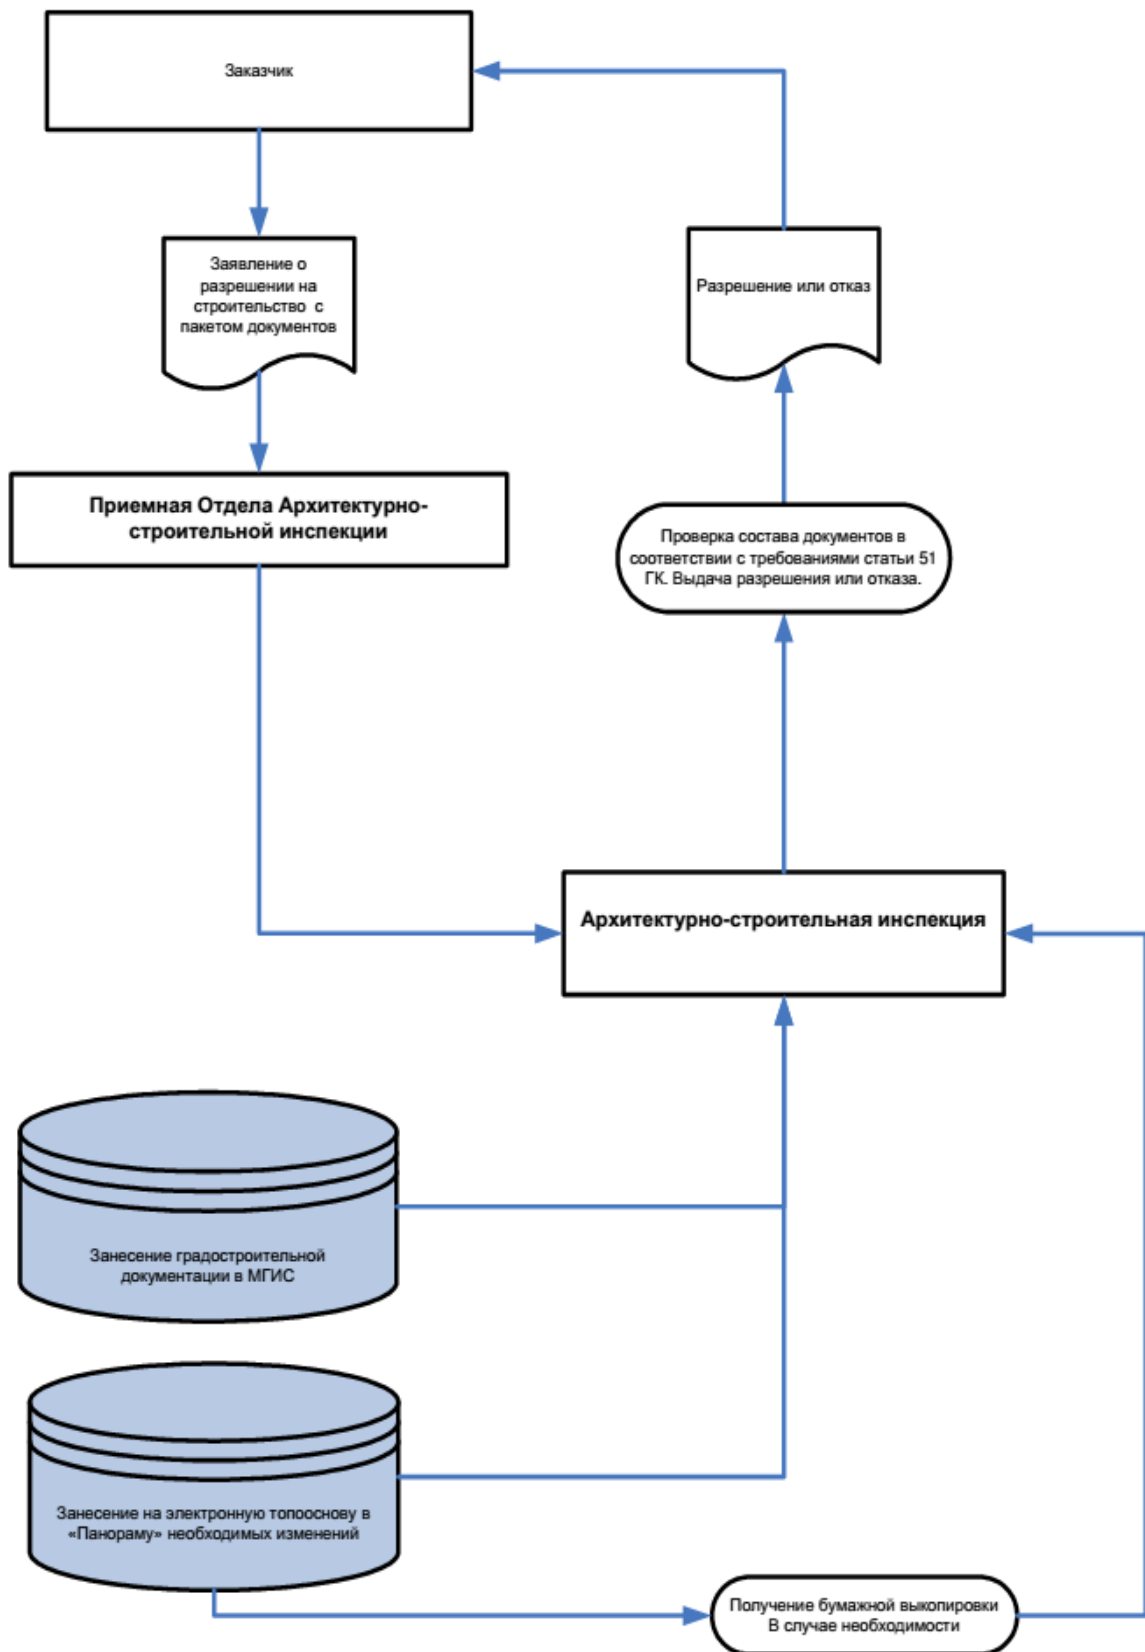 Заказчик
Заявление о
разрешении на
строительство с
пакетом документов
Разрешение или отказ
Приемная Отдела Архитектурно-
строительной инспекции
Проверка состава документов в
соответствии с требованиями статьи 51
ГК. Выдача разрешения или отказа.
Архитектурно-строительная инспекция
Занесение градостроительной
документации в МГИС
Занесение на электронную топооснову в
«Панораму» необходимых изменений
Получение бумажной выкопировки
В случае необходимости